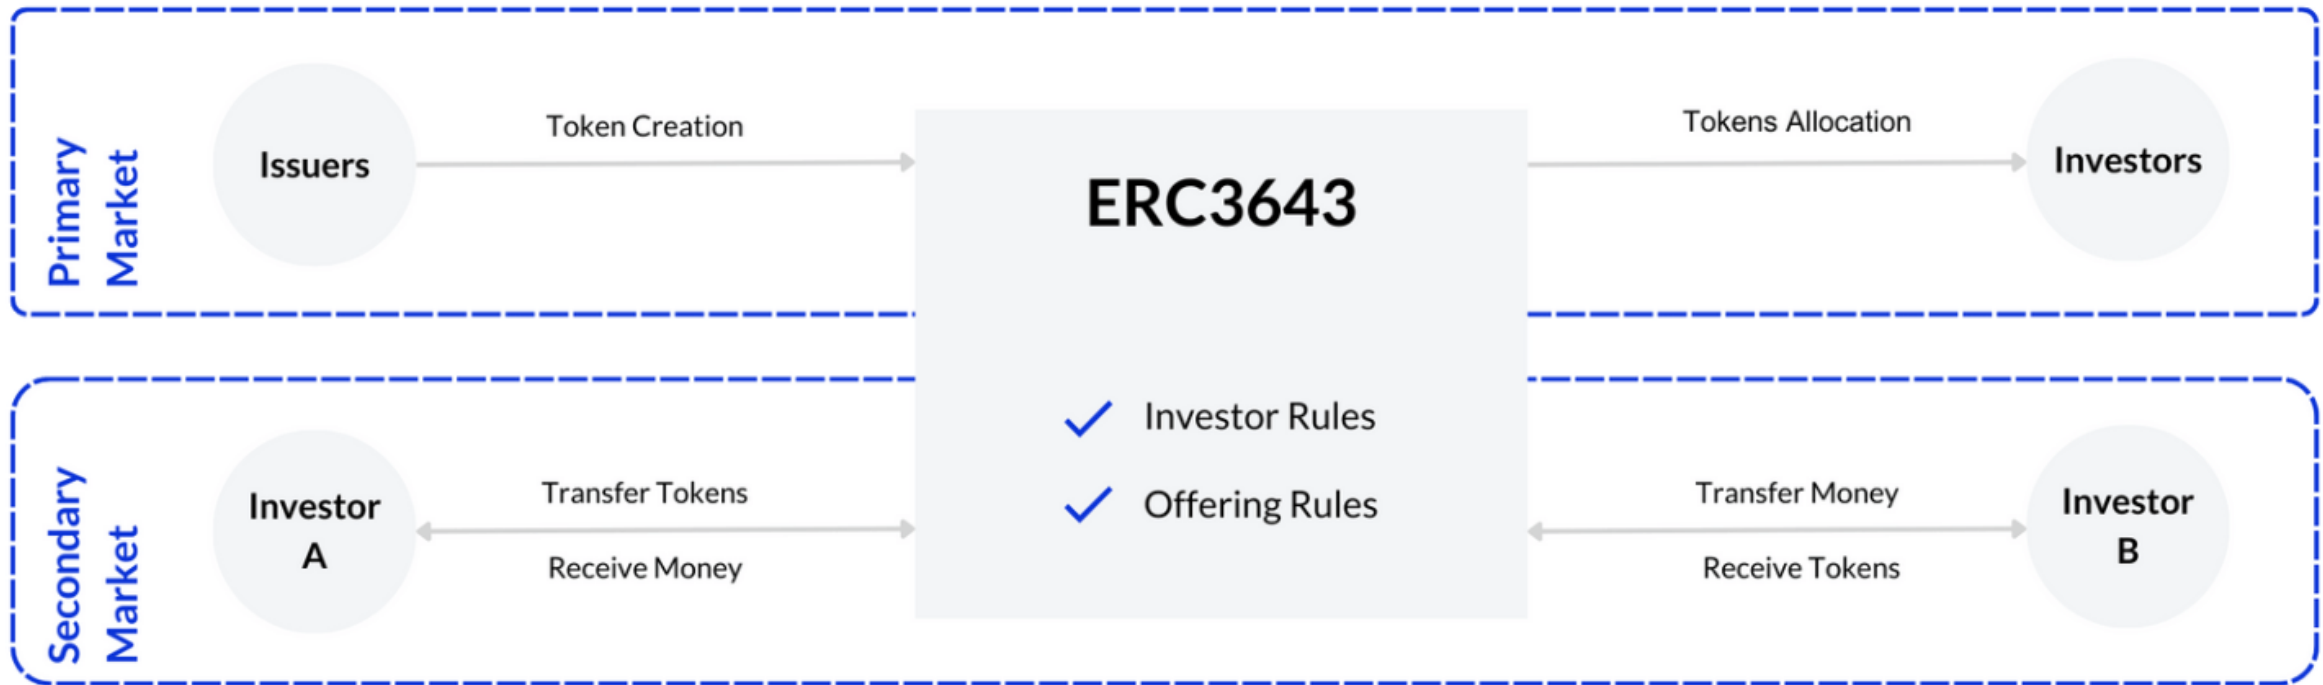 Primary
Market
Issuers
Token Creation
ERC3643
Tokens Allocation
Investors
Secondary
Market
Investor
A
Transfer Tokens
Receive Money
Investor Rules
Offering Rules
Transfer Money
Receive Tokens
Investor
B